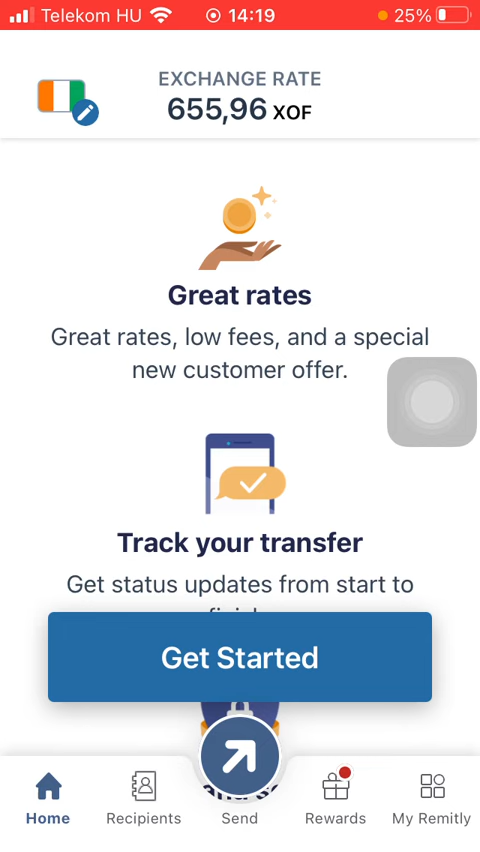 Telekom HU 14:19 25%
EXCHANGE RATE
655,96 XOF
Great rates
Great rates, low fees, and a special
new customer offer.
Track your transfer
Get status updates from start to
Get Started
Home Recipients Send Rewards My Remitly